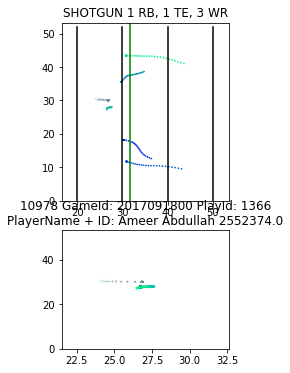 SHOTGUN 1 RB, 1 TE, 3 WR
50
40
30
20
10
0
20 30 40 50
10978 GameId: 2017091800 PlayId: 1366
PlayerName + ID: Ameer Abdullah 2552374.0
40
20
0
22.5 25.0 27.5 30.0 32.5